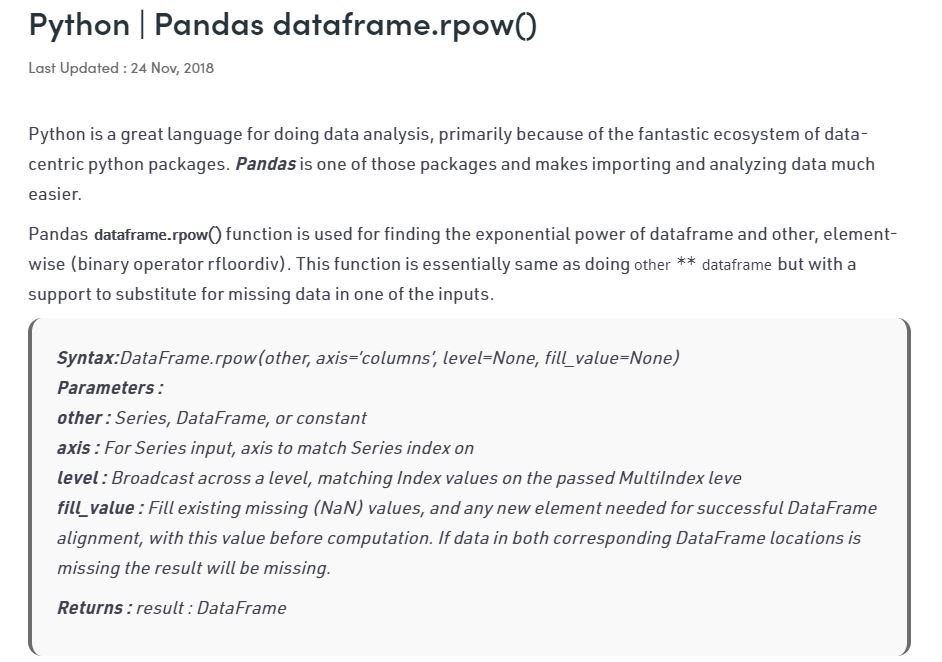 Python | Pandas dataframe.rpow()
Last Updated : 24 Nov, 2018
Python is a great language for doing data analysis, primarily because of the fantastic ecosystem of data-
centric python packages. Pandas is one of those packages and makes importing and analyzing data much
easier.
Pandas dataframe.rpow() function is used for finding the exponential power of dataframe and other, element-
wise (binary operator rfloordiv). This function is essentially same as doing other ** dataframe but with a
support to substitute for missing data in one of the inputs.
Syntax:DataFrame.rpow(other, axis=’columns’, level=None, fill_value=None)
Parameters :
other : Series, DataFrame, or constant
axis : For Series input, axis to match Series index on
level : Broadcast across a level, matching Index values on the passed MultiIndex leve
fill_value : Fill existing missing (NaN) values, and any new element needed for successful DataFrame
alignment, with this value before computation. If data in both corresponding DataFrame locations is
missing the result will be missing.
Returns : result : DataFrame